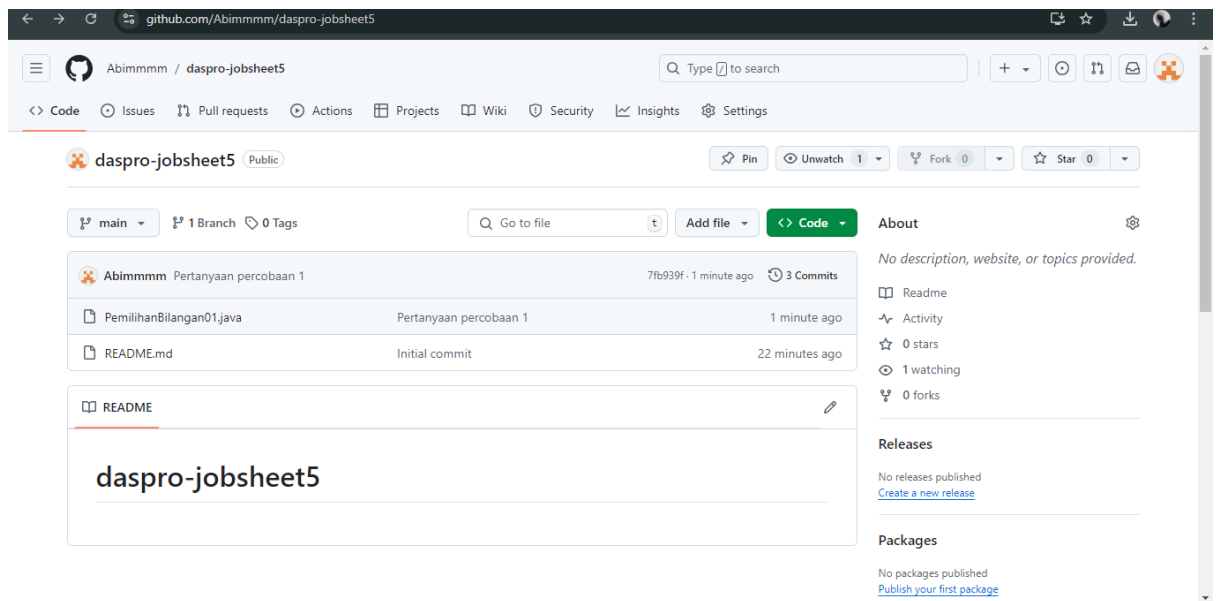 github.com/Abimmmm/daspro-jobsheet5
Abimmmm / daspro-jobsheet5
Type / to search
<> Code Issues Pull requests Actions Projects Wiki Security Insights Settings
daspro-jobsheet5 Public
Pin Unwatch 1 Fork 0 Star 0
main 1 Branch 0 Tags
Go to file t Add file <> Code
Abimmmm Pertanyaan percobaan 1 7fb939f · 1 minute ago 3 Commits
PemilihanBilangan01.java Pertanyaan percobaan 1 1 minute ago
README.md Initial commit 22 minutes ago
README
daspro-jobsheet5
About
No description, website, or topics provided.
Readme
Activity
0 stars
1 watching
0 forks
Releases
No releases published
Create a new release
Packages
No packages published
Publish your first package